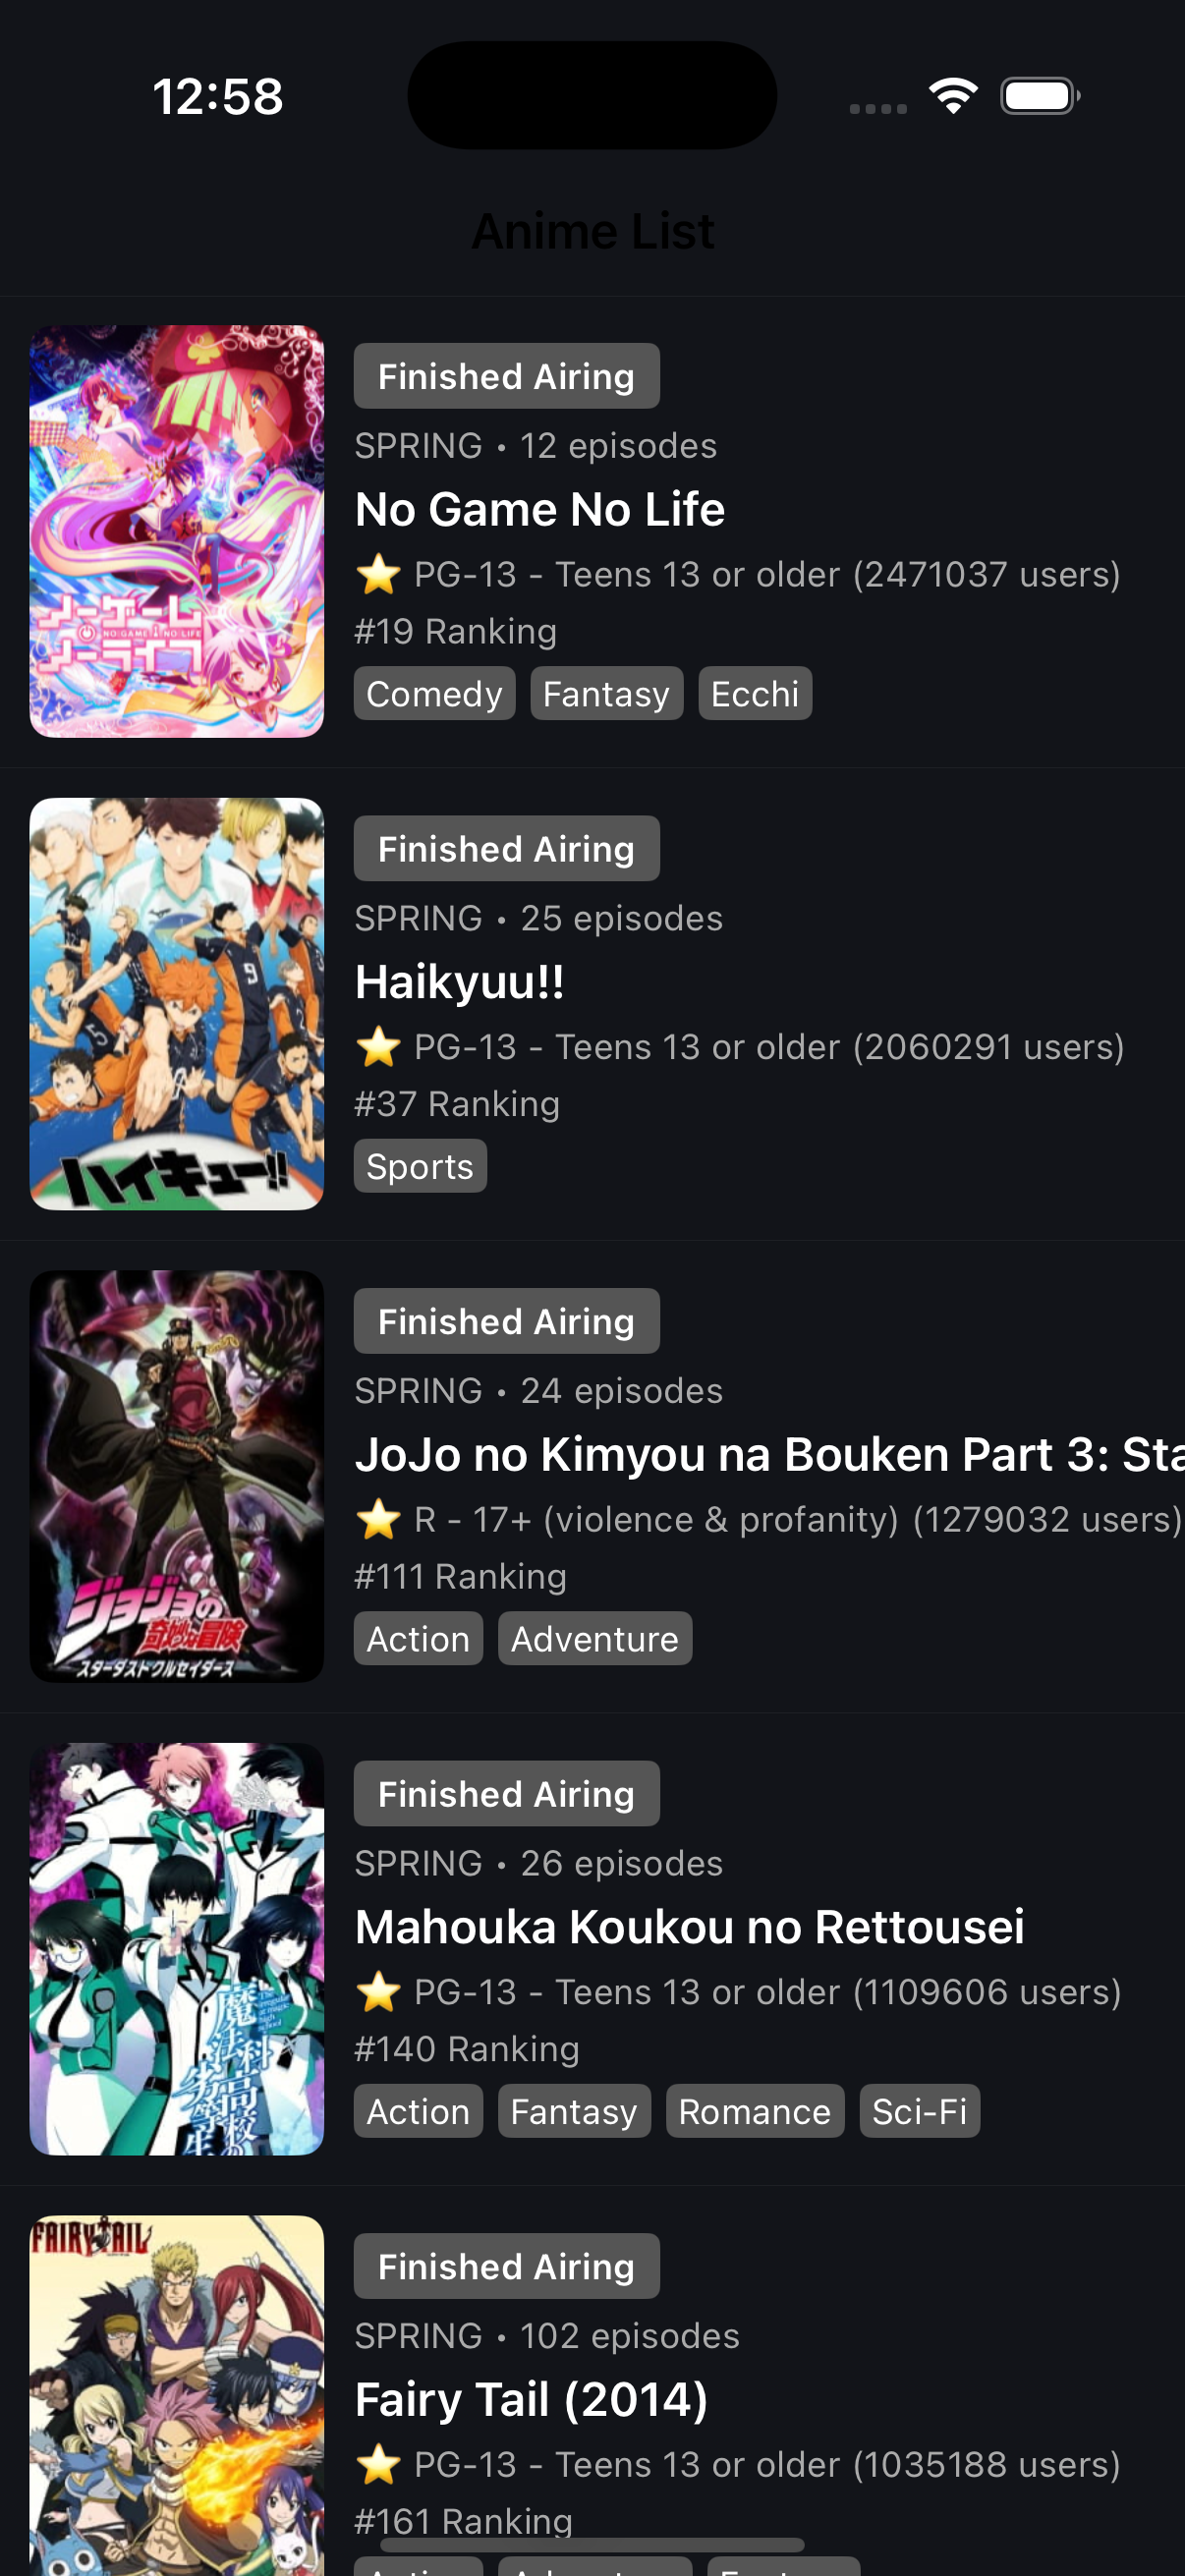 12:58
Anime List
Finished Airing
SPRING • 12 episodes
No Game No Life
⭐ PG-13 - Teens 13 or older (2471037 users)
#19 Ranking
Comedy Fantasy Ecchi
ノーゲーム
NO GAME NO LIFE
ノーライフ
Finished Airing
SPRING • 25 episodes
Haikyuu!!
⭐ PG-13 - Teens 13 or older (2060291 users)
#37 Ranking
Sports
ハイキュー!!
Finished Airing
SPRING • 24 episodes
JoJo no Kimyou na Bouken Part 3: Sta
⭐ R - 17+ (violence & profanity) (1279032 users)
#111 Ranking
Action Adventure
ジョジョの
奇妙な冒険
スターダストクルセイダース
Finished Airing
SPRING • 26 episodes
Mahouka Koukou no Rettousei
⭐ PG-13 - Teens 13 or older (1109606 users)
#140 Ranking
Action Fantasy Romance Sci-Fi
The irregular at magic high school
魔法科高校の
劣等生
FAIRY TAIL
Finished Airing
SPRING • 102 episodes
Fairy Tail (2014)
⭐ PG-13 - Teens 13 or older (1035188 users)
#161 Ranking